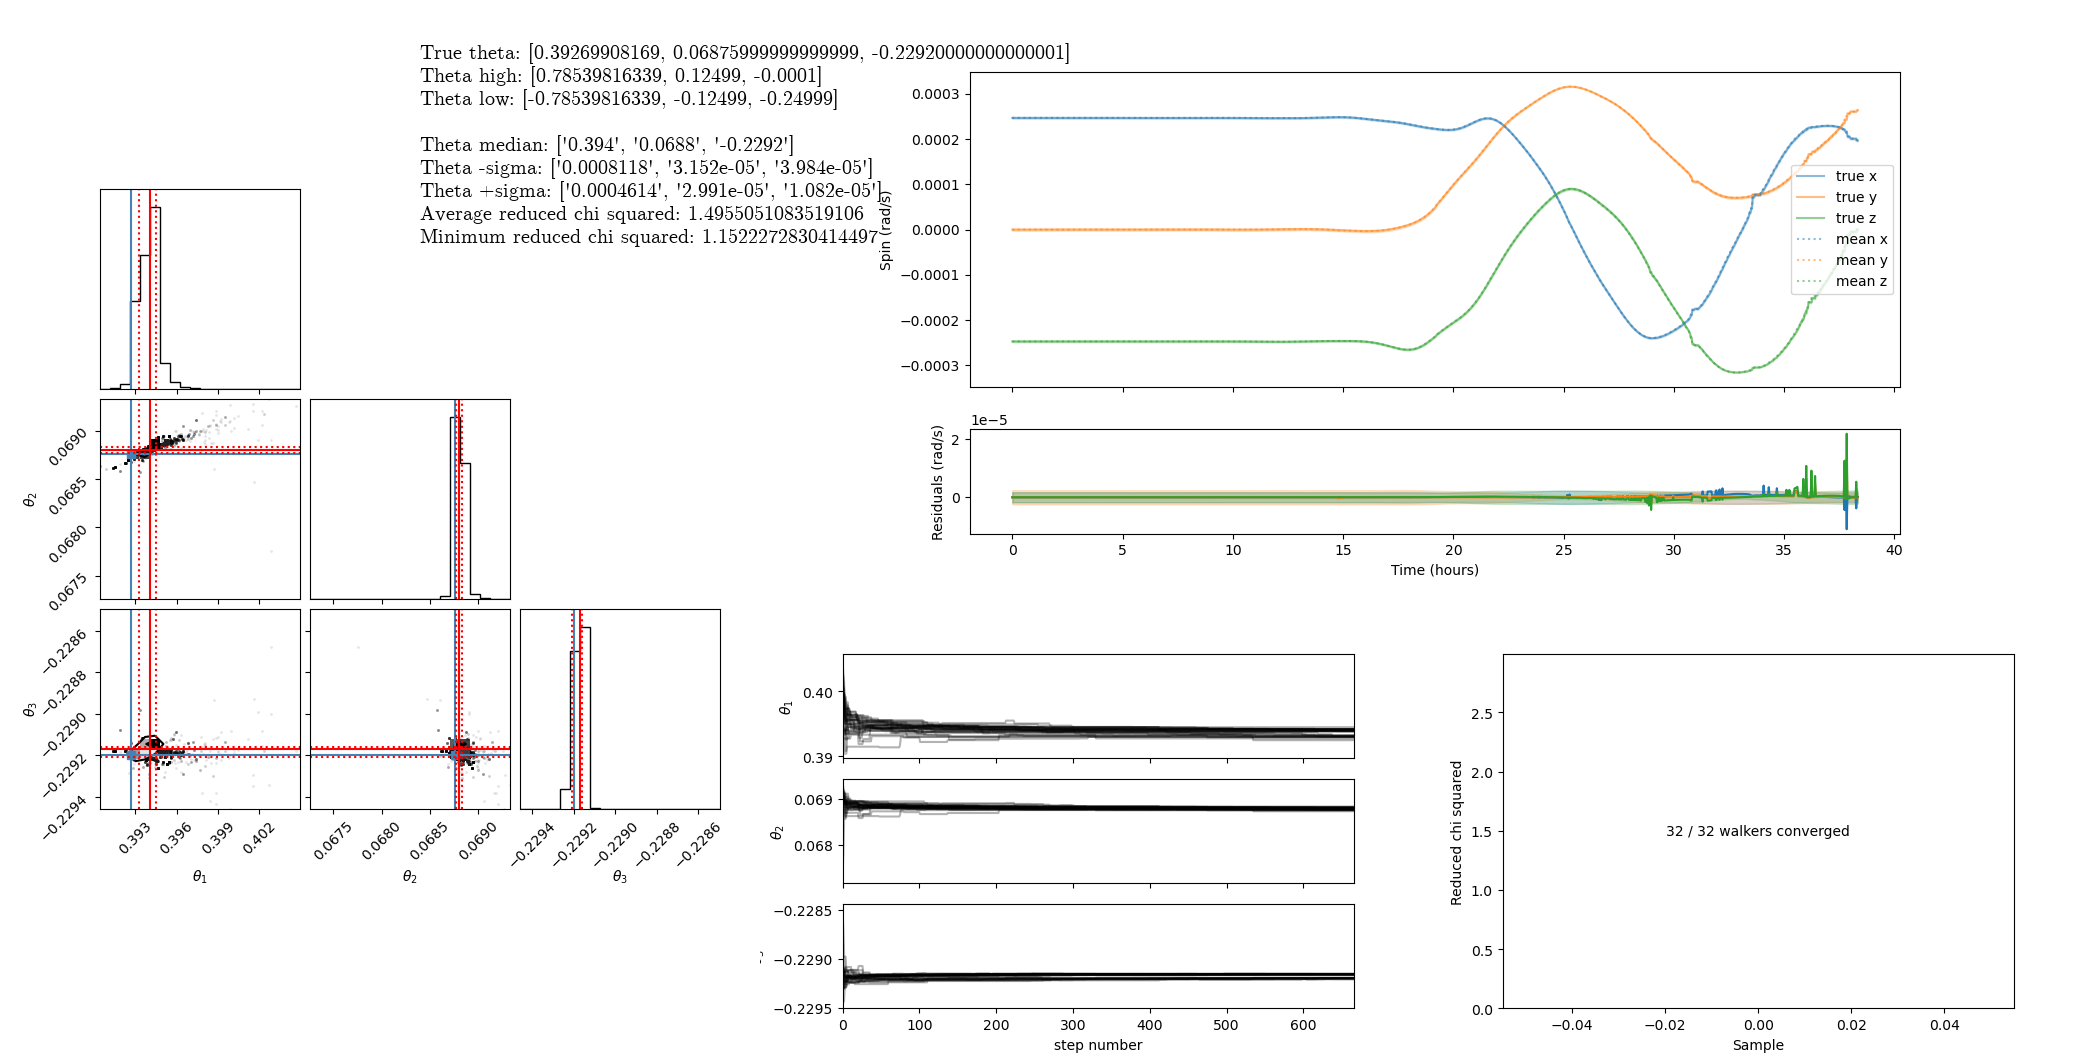 True theta: [0.39269908169, 0.06875999999999999, -0.22920000000000001]
Theta high: [0.78539816339, 0.12499, -0.0001]
Theta low: [-0.78539816339, -0.12499, -0.24999]
Theta median: ['0.394', '0.0688', '-0.2292']
Theta -sigma: ['0.0008118', '3.152e-05', '3.984e-05']
Theta +sigma: ['0.0004614', '2.991e-05', '1.082e-05']
Average reduced chi squared: 1.4955051083519106
Minimum reduced chi squared: 1.1522272830414497
θ2
0.0690
0.0685
0.0680
0.0675
θ3
−0.2286
−0.2288
−0.2290
−0.2292
−0.2294
0.393 0.396 0.399 0.402
θ1
0.0675 0.0680 0.0685 0.0690
θ2
−0.2294 −0.2292 −0.2290 −0.2288 −0.2286
θ3
Spin (rad/s)
0.0003
0.0002
0.0001
0.0000
−0.0001
−0.0002
−0.0003
true x
true y
true z
mean x
mean y
mean z
1e−5
Residuals (rad/s)
2
0
0 5 10 15 20 25 30 35 40
Time (hours)
θ1
0.40
0.39
θ2
0.069
0.068
−0.2285
−0.2290
−0.2295
0 100 200 300 400 500 600
step number
Reduced chi squared
2.5
2.0
1.5
1.0
0.5
0.0
32 / 32 walkers converged
−0.04 −0.02 0.00 0.02 0.04
Sample